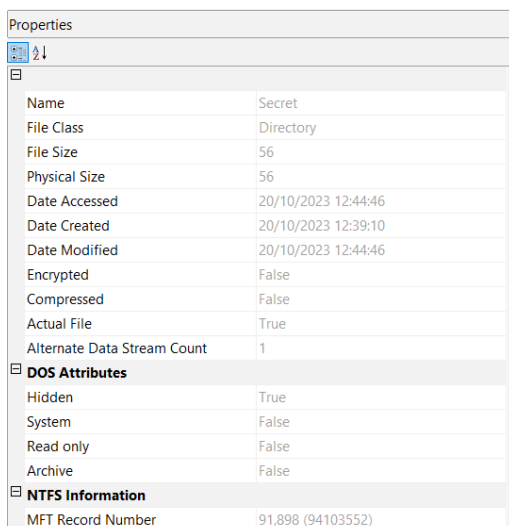 Properties
Name Secret
File Class Directory
File Size 56
Physical Size 56
Date Accessed 20/10/2023 12:44:46
Date Created 20/10/2023 12:39:10
Date Modified 20/10/2023 12:44:46
Encrypted False
Compressed False
Actual File True
Alternate Data Stream Count 1
DOS Attributes
Hidden True
System False
Read only False
Archive False
NTFS Information
MFT Record Number 91,898 (94103552)